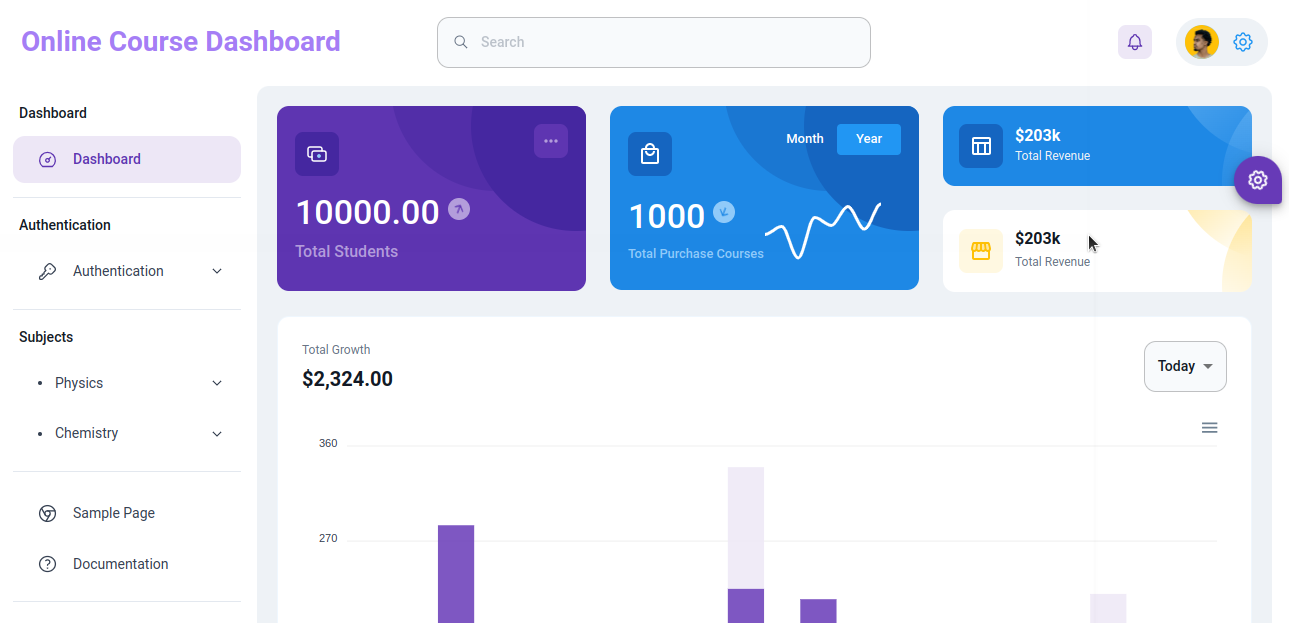 Online Course Dashboard
Search
Dashboard
Dashboard
Authentication
Authentication
Subjects
Physics
Chemistry
Sample Page
Documentation
10000.00
Total Students
Month
Year
1000
Total Purchase Courses
$203k
Total Revenue
$203k
Total Revenue
Total Growth
$2,324.00
Today
360
270